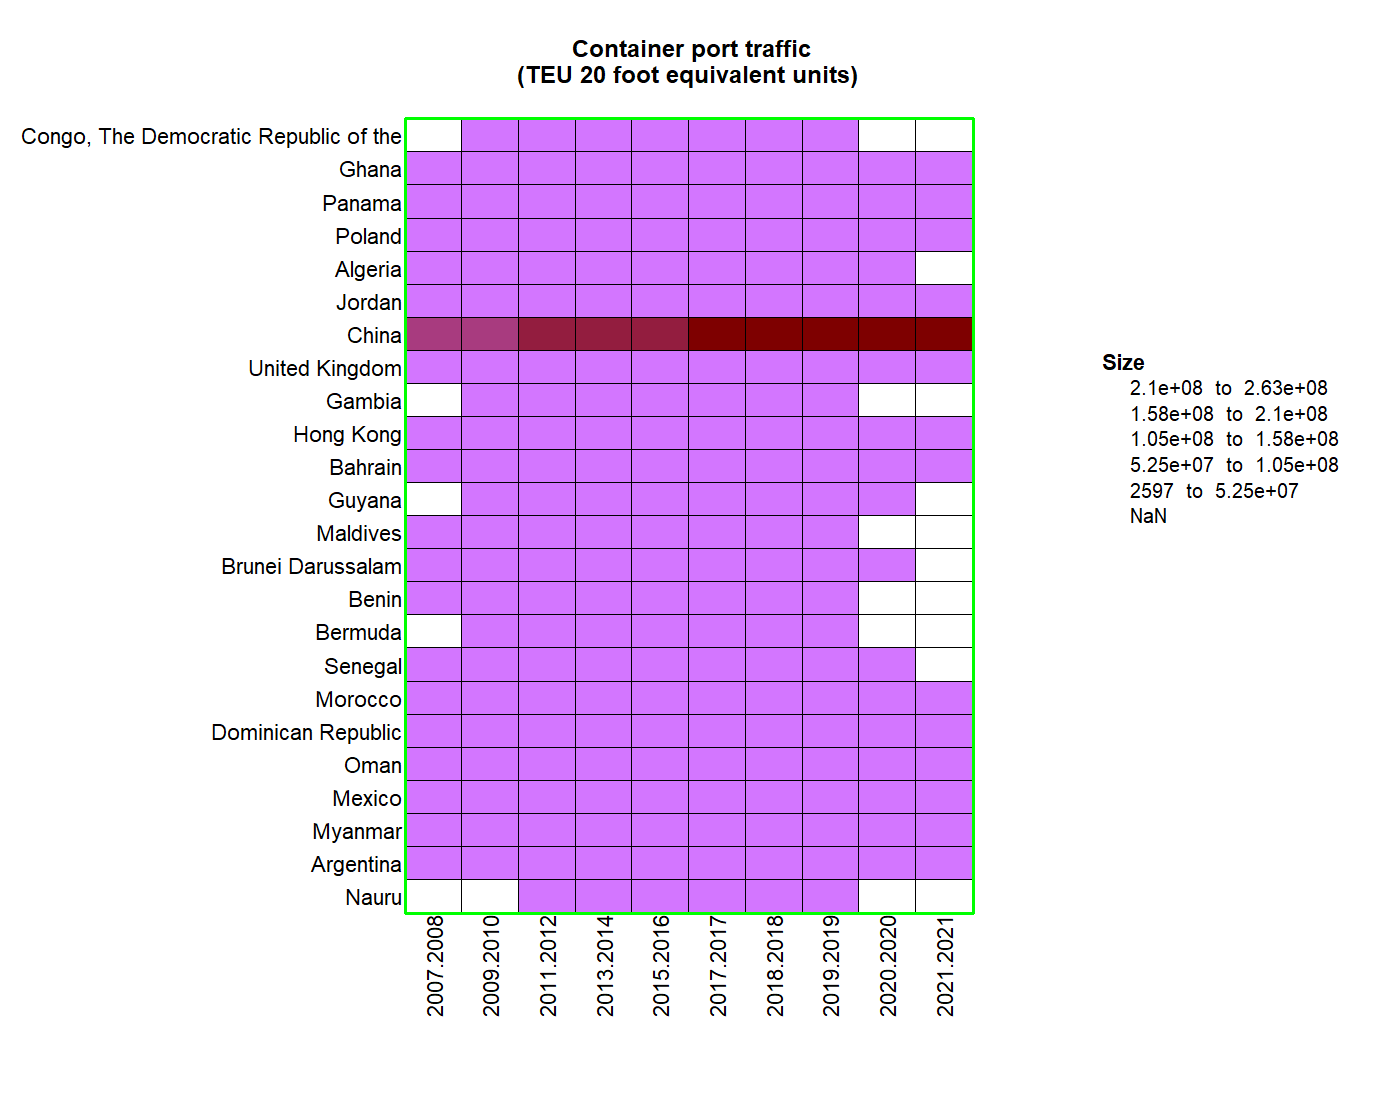 Container port traffic
(TEU 20 foot equivalent units)
Congo, The Democratic Republic of the
Ghana
Panama
Poland
Algeria
Jordan
China
United Kingdom
Gambia
Hong Kong
Bahrain
Guyana
Maldives
Brunei Darussalam
Benin
Bermuda
Senegal
Morocco
Dominican Republic
Oman
Mexico
Myanmar
Argentina
Nauru
2007.2008
2009.2010
2011.2012
2013.2014
2015.2016
2017.2017
2018.2018
2019.2019
2020.2020
2021.2021
Size
2.1e+08 to 2.63e+08
1.58e+08 to 2.1e+08
1.05e+08 to 1.58e+08
5.25e+07 to 1.05e+08
2597 to 5.25e+07
NaN